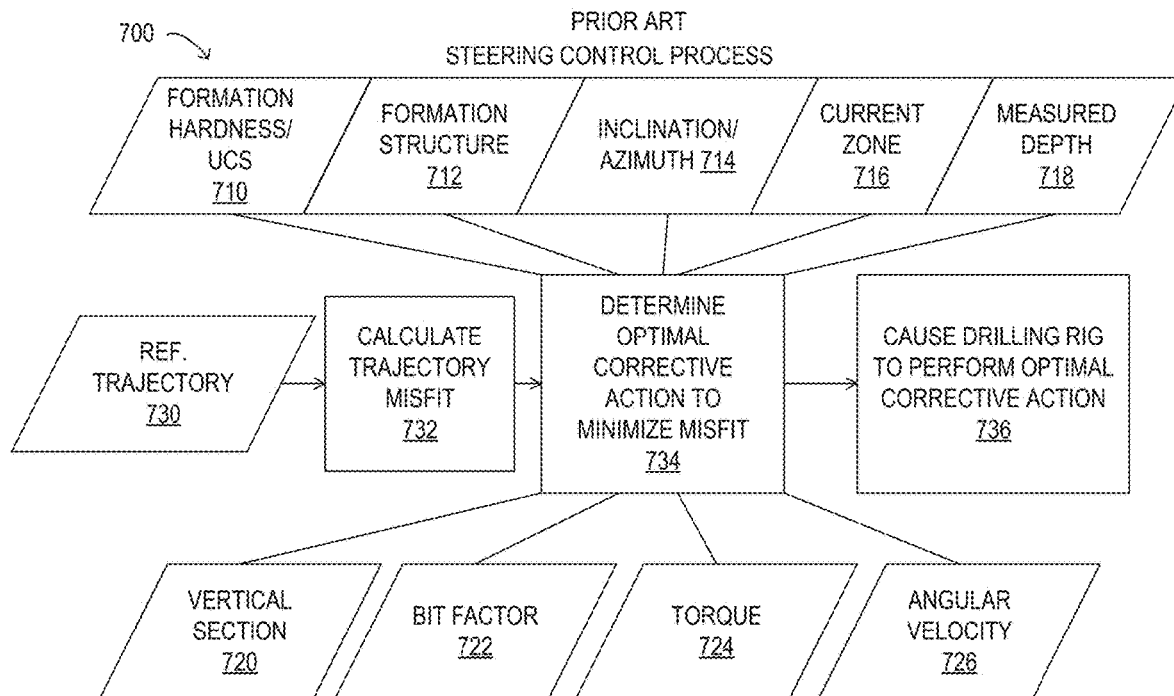 700
PRIOR ART
STEERING CONTROL PROCESS
FORMATION
HARDNESS/
UCS
710
FORMATION
STRUCTURE
712
INCLINATION/
AZIMUTH 714
CURRENT
ZONE
716
MEASURED
DEPTH
718
REF.
TRAJECTORY
730
CALCULATE
TRAJECTORY
MISFIT
732
DETERMINE
OPTIMAL
CORRECTIVE
ACTION TO
MINIMIZE MISFIT
734
CAUSE DRILLING RIG
TO PERFORM OPTIMAL
CORRECTIVE ACTION
736
VERTICAL
SECTION
720
BIT FACTOR
722
TORQUE
724
ANGULAR
VELOCITY
726